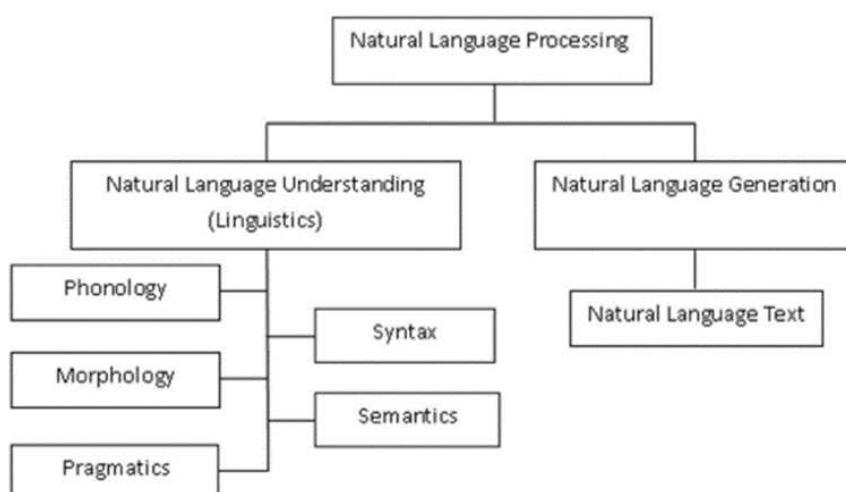 Natural Language Processing
Natural Language Understanding
(Linguistics)
Natural Language Generation
Phonology
Natural Language Text
Syntax
Morphology
Semantics
Pragmatics